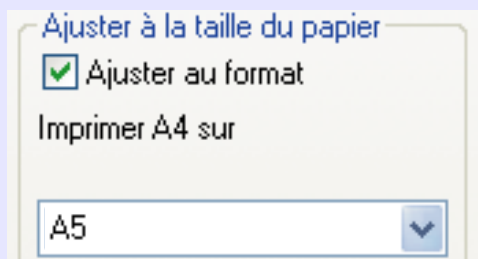 Ajuster à la taille du papier
Ajuster au format
Imprimer A4 sur
A5